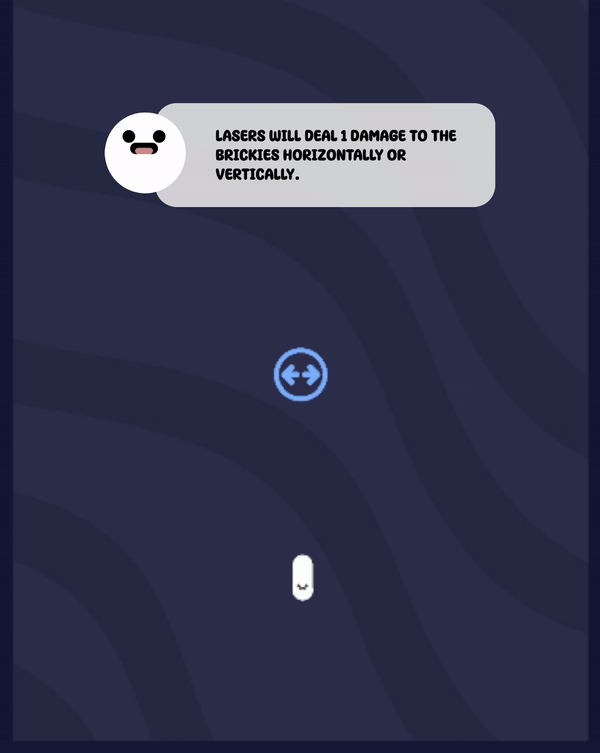 LASERS WILL DEAL 1 DAMAGE TO THE
BRICKIES HORIZONTALLY OR
VERTICALLY.